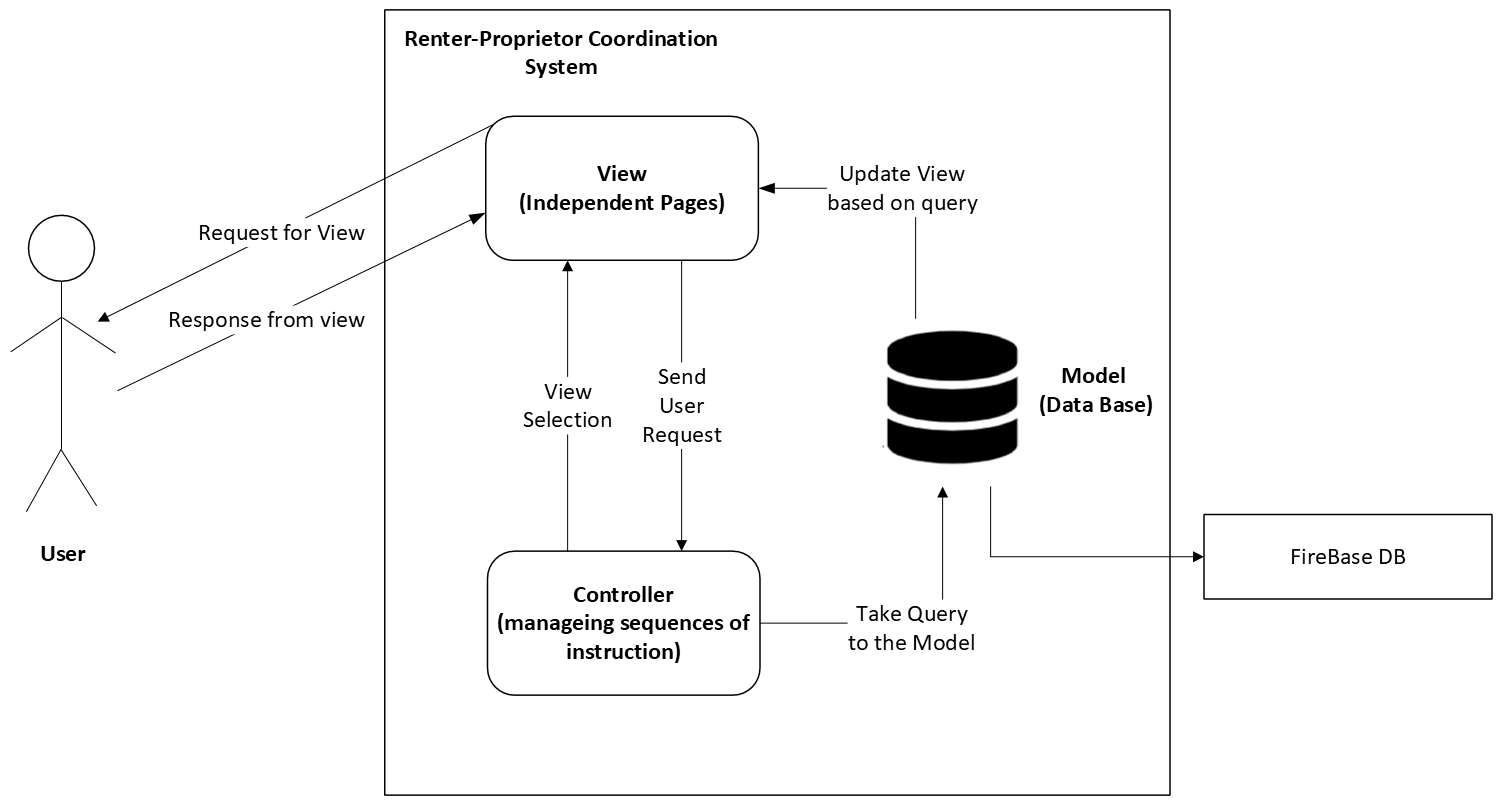 Renter-Proprietor Coordination
System
View
(Independent Pages)
Update View
based on query
Request for View
Response from view
View
Selection
Send
User
Request
Model
(Data Base)
User
FireBase DB
Controller
(manageing sequences of
instruction)
Take Query
to the Model